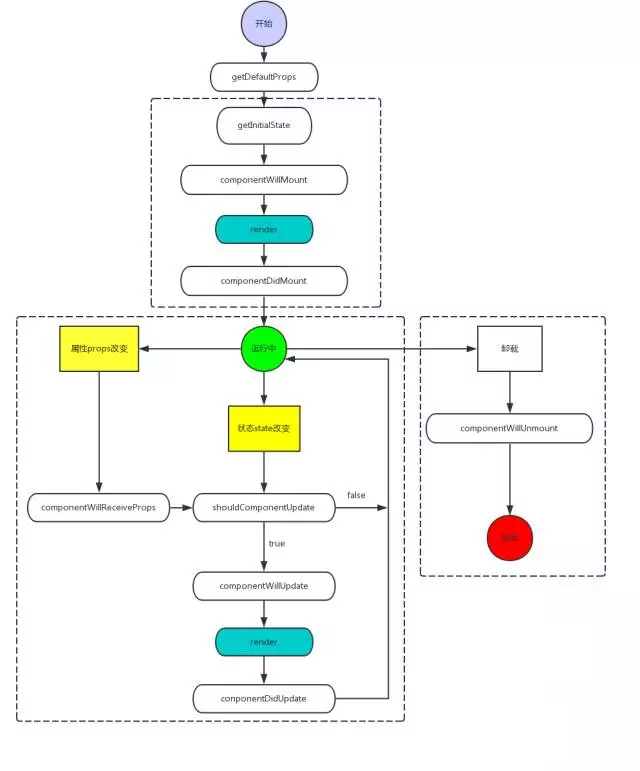 开始
getDefaultProps
getInitialState
componentWillMount
render
componentDidMount
属性props改变
运行中
卸载
状态state改变
componentWillUnmount
componentWillReceiveProps
shouldComponentUpdate
false
true
componentWillUpdate
render
conponentDidUpdate